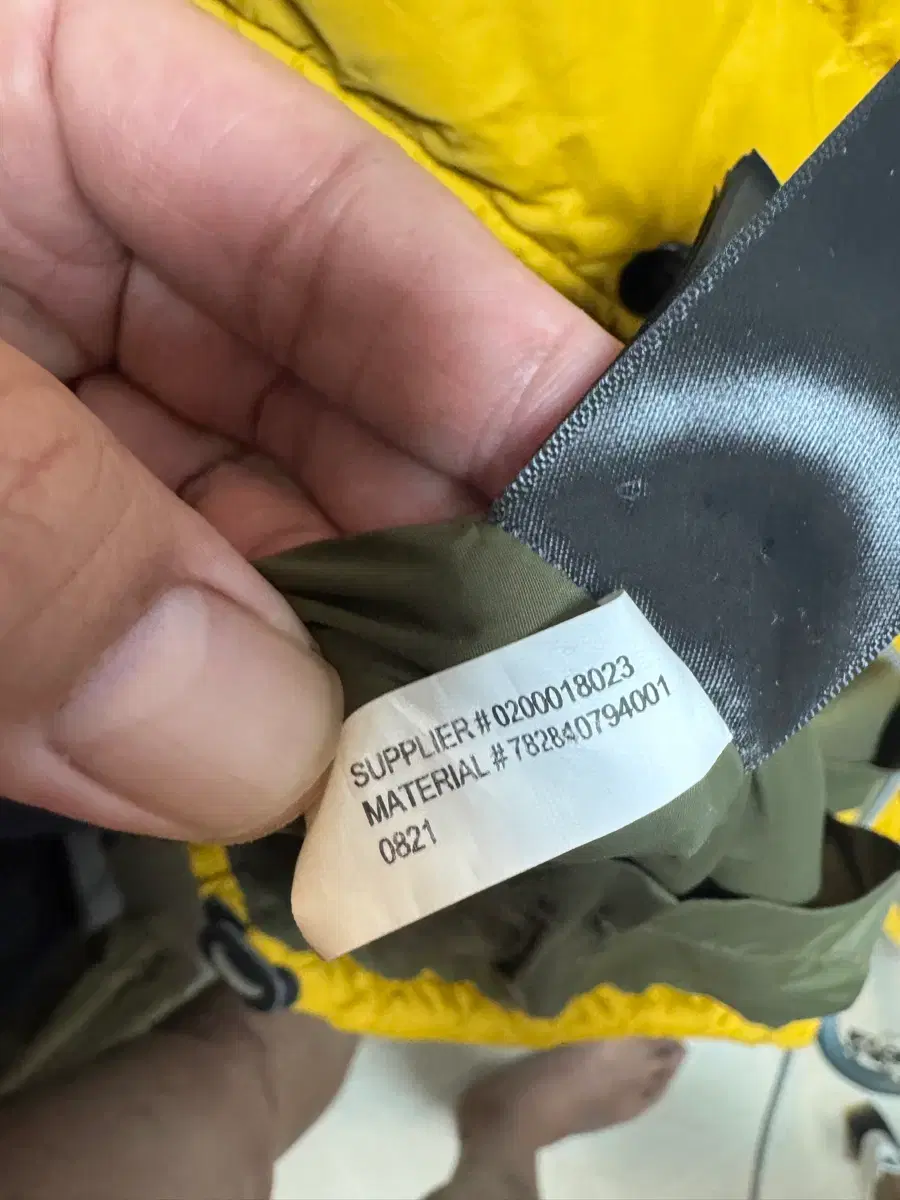 SUPPLIER # 0200018023
MATERIAL # 782840794001
0821